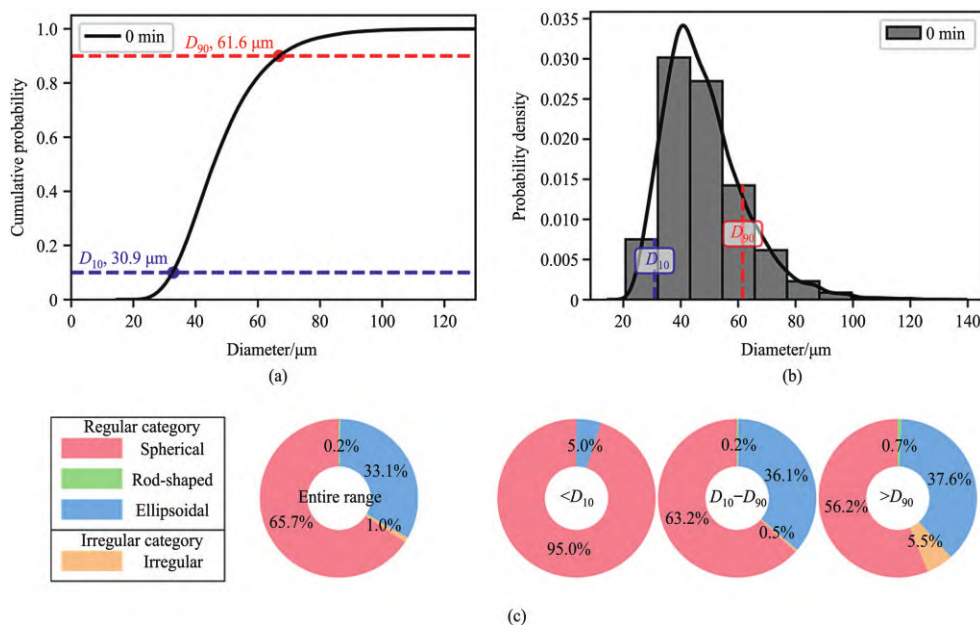 0 min
D90, 61.6 μm
D10, 30.9 μm
1.0
0.8
0.6
0.4
0.2
0
0 20 40 60 80 100 120
Cumulative probability
Diameter/μm
(a)
0 min
0.035
0.030
0.025
0.020
0.015
0.010
0.005
0
D10
D90
20 40 60 80 100 120 140
Probability density
Diameter/μm
(b)
Regular category
Spherical
Rod-shaped
Ellipsoidal
Irregular category
Irregular
0.2%
33.1%
Entire range
65.7%
1.0%
5.0%
<D10
95.0%
0.2%
36.1%
D10−D90
63.2%
0.5%
0.7%
37.6%
>D90
56.2%
5.5%
(c)